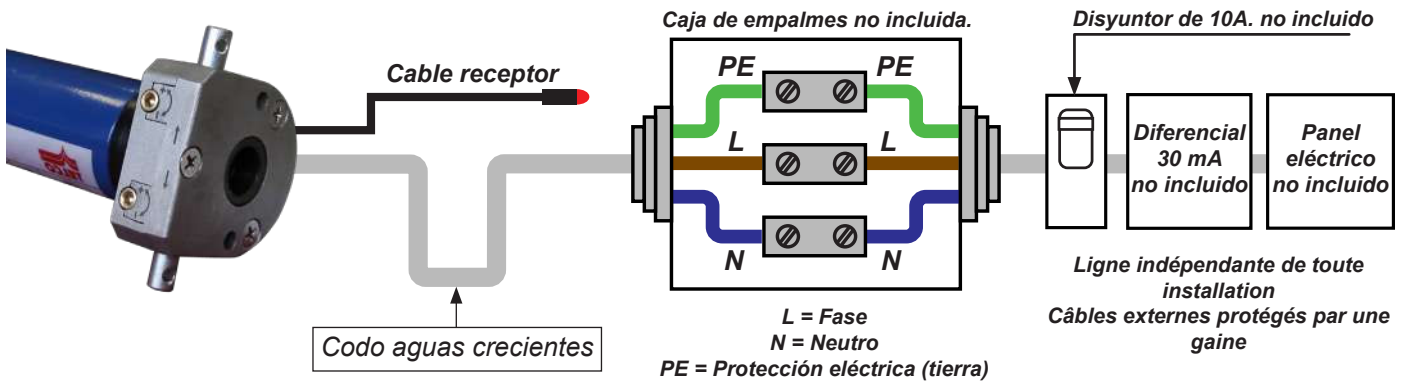 Caja de empalmes no incluida.
Disyuntor de 10A. no incluido
Cable receptor
PE
PE
L
L
N
N
Diferencial
30 mA
no incluido
Panel
eléctrico
no incluido
Codo aguas crecientes
L = Fase
N = Neutro
PE = Protección eléctrica (tierra)
Ligne indépendante de toute
installation
Câbles externes protégés par une
gaine